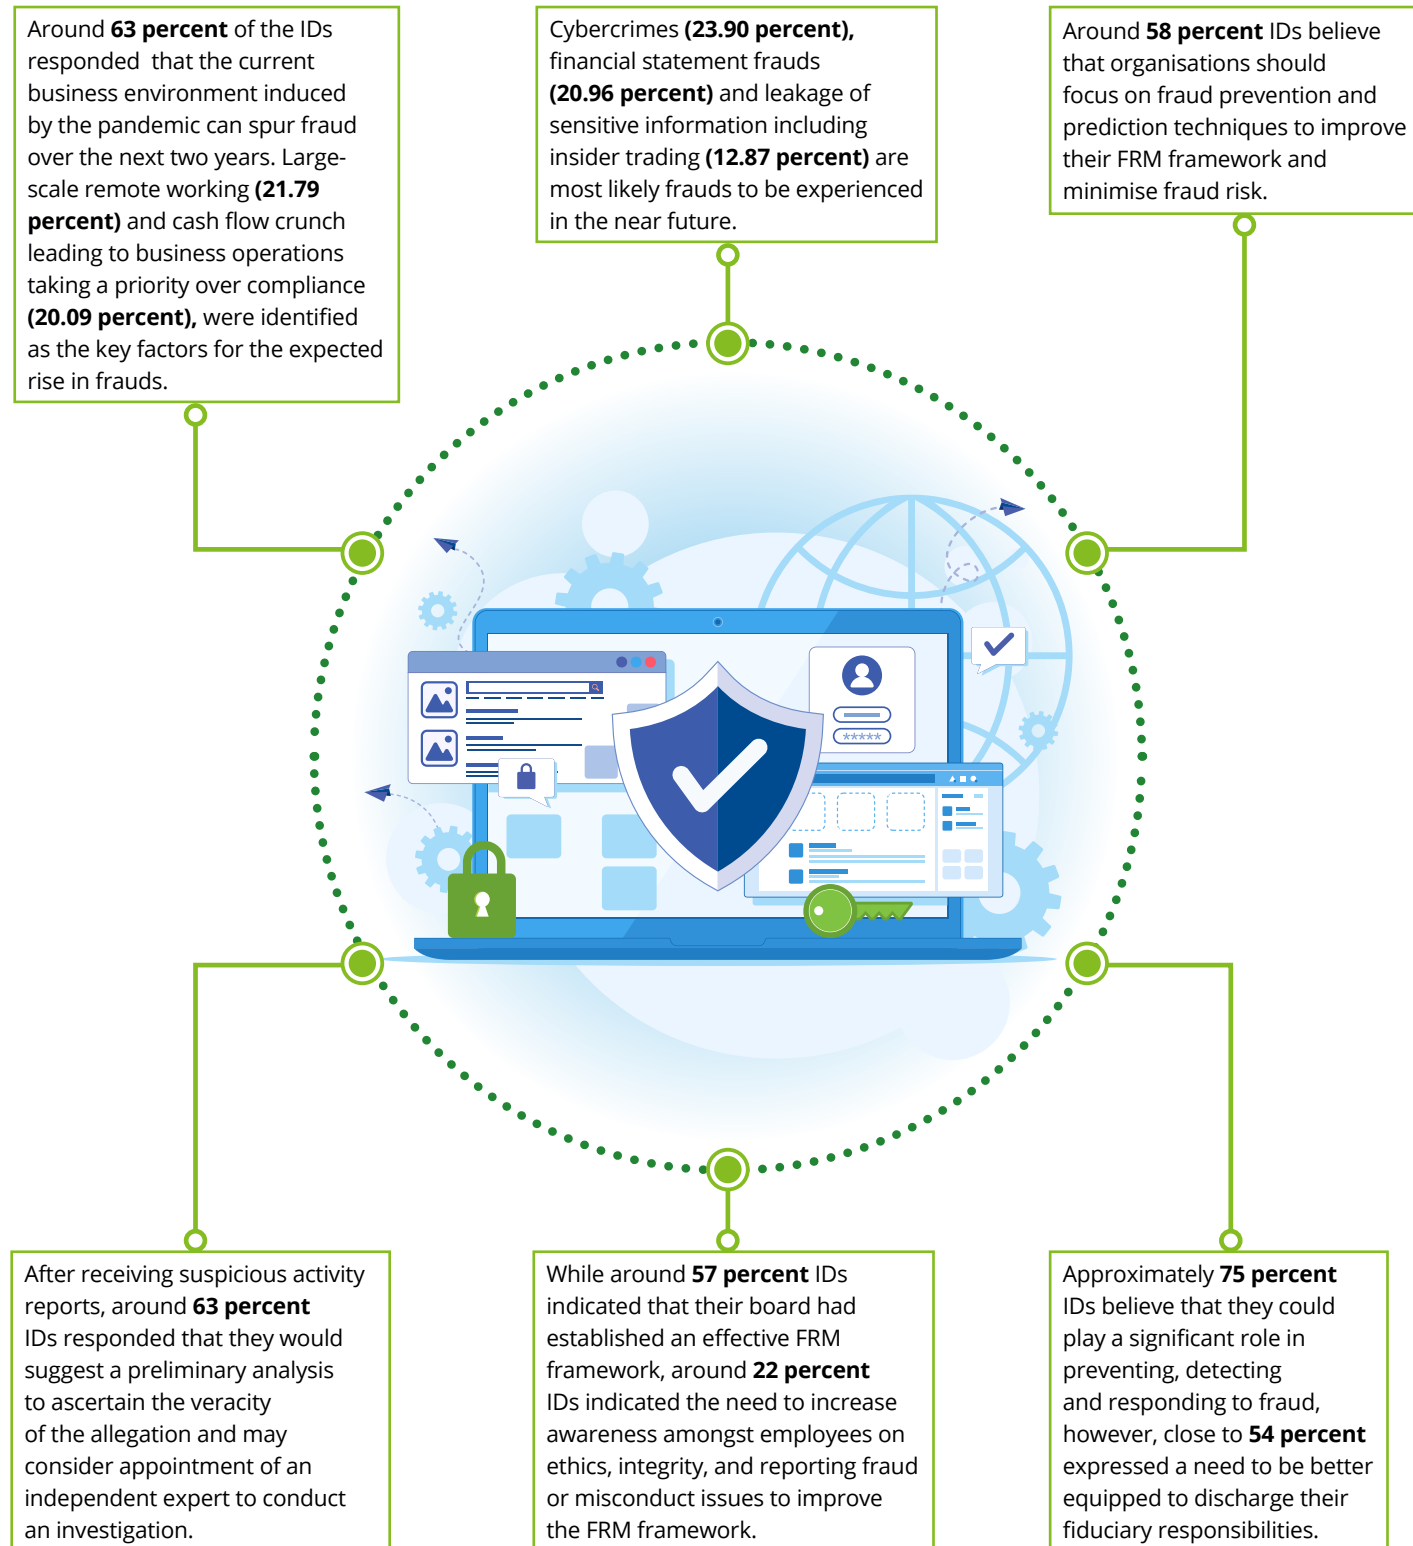 Around 63 percent of the IDs
responded that the current
business environment induced
by the pandemic can spur fraud
over the next two years. Large-
scale remote working (21.79
percent) and cash flow crunch
leading to business operations
taking a priority over compliance
(20.09 percent), were identified
as the key factors for the expected
rise in frauds.
Cybercrimes (23.90 percent),
financial statement frauds
(20.96 percent) and leakage of
sensitive information including
insider trading (12.87 percent) are
most likely frauds to be experienced
in the near future.
Around 58 percent IDs believe
that organisations should
focus on fraud prevention and
prediction techniques to improve
their FRM framework and
minimise fraud risk.
*****
After receiving suspicious activity
reports, around 63 percent
IDs responded that they would
suggest a preliminary analysis
to ascertain the veracity
of the allegation and may
consider appointment of an
independent expert to conduct
an investigation.
While around 57 percent IDs
indicated that their board had
established an effective FRM
framework, around 22 percent
IDs indicated the need to increase
awareness amongst employees on
ethics, integrity, and reporting fraud
or misconduct issues to improve
the FRM framework.
Approximately 75 percent
IDs believe that they could
play a significant role in
preventing, detecting
and responding to fraud,
however, close to 54 percent
expressed a need to be better
equipped to discharge their
fiduciary responsibilities.